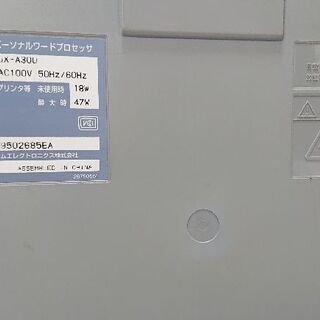 ーソナルワードプロセッサ
X-A300
AC100V 50Hz/60Hz
プリンタ等 未使用時 18W
最大時 47W
VCI
9502685EA
ムエレクトロニクス株式会社
ASSEMBLED IN CHINA